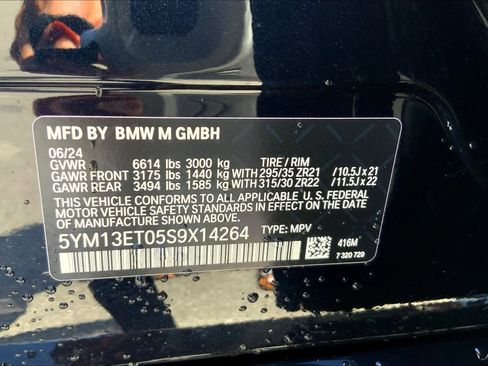 MFD BY BMW M GMBH
06/24
GVWR 6614 lbs 3000 kg TIRE / RIM
GAWR FRONT 3175 lbs 1440 kg WITH 295/35 ZR21 / 10.5J x 21
GAWR REAR 3494 lbs 1585 kg WITH 315/30 ZR22 / 11.5J x 22
THIS VEHICLE CONFORMS TO ALL APPLICABLE U.S. FEDERAL
MOTOR VEHICLE SAFETY STANDARDS IN EFFECT
ON THE DATE OF MANUFACTURE SHOWN ABOVE.
5YM13ET05S9X14264 TYPE: MPV
416M
7 320 729